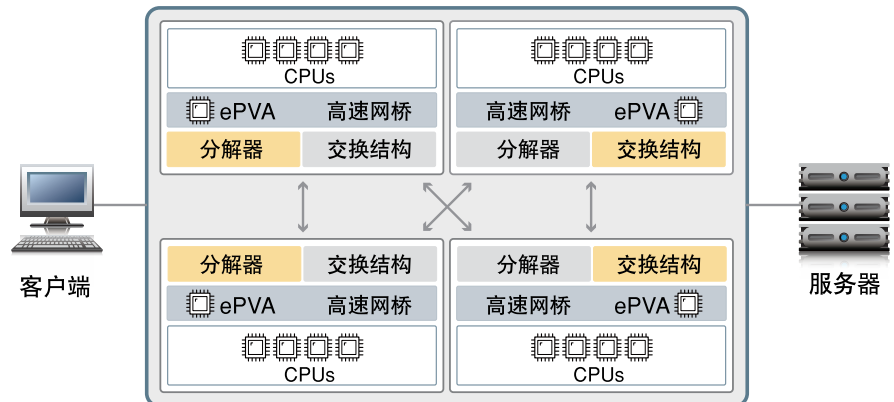 CPUs
CPUs
ePVA 高速网桥
高速网桥 ePVA
分解器 交换结构
分解器 交换结构
客户端
服务器
分解器 交换结构
分解器 交换结构
ePVA 高速网桥
高速网桥 ePVA
CPUs
CPUs